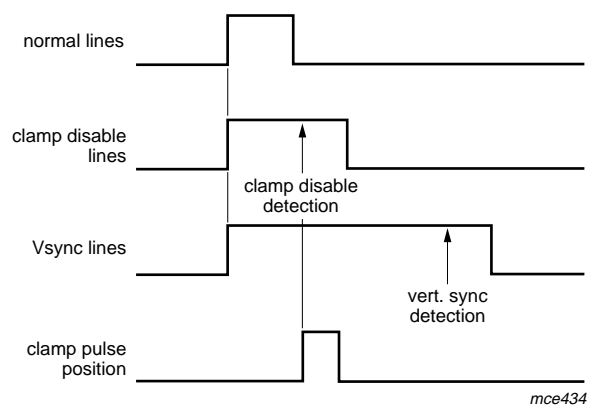 normal lines
clamp disable
lines
clamp disable
detection
Vsync lines
vert. sync
detection
clamp pulse
position
mce434